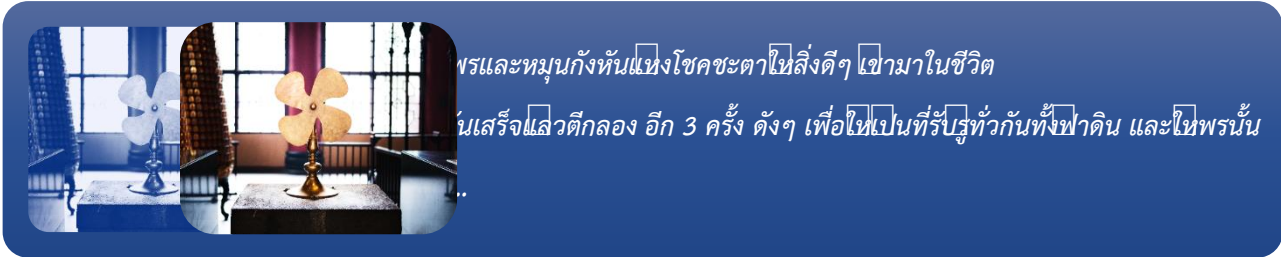 พรและหมุนกังหันแห่งโชคชะตาให้สิ่งดีๆ เข้ามาในชีวิต
เสร็จแล้วตีกลอง อีก 3 ครั้ง ดังๆ เพื่อให้เป็นที่รับรู้ทั่วกันทั้งฟ้าดิน และให้พรนั้น
..